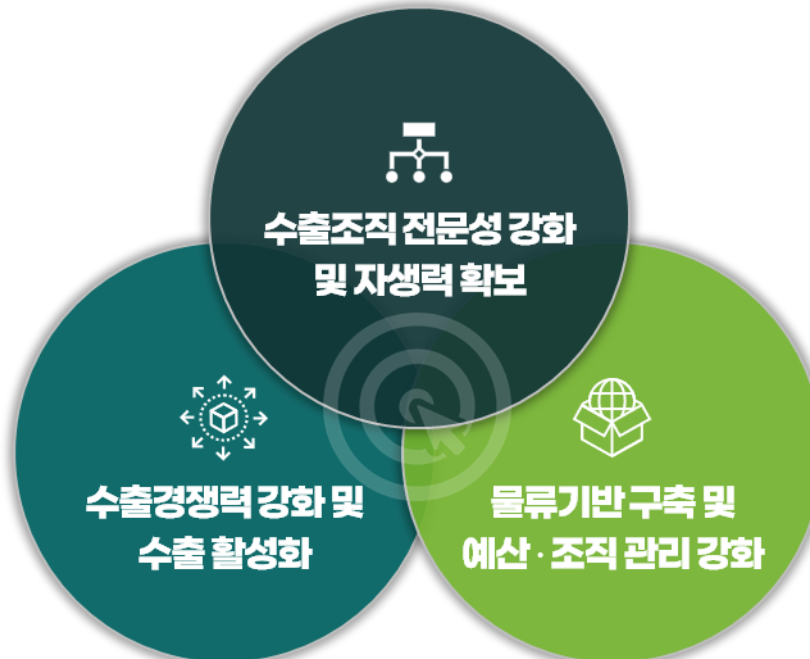 수출조직 전문성 강화
및 자생력 확보
수출경쟁력 강화 및
수출 활성화
물류기반 구축 및
예산 · 조직 관리 강화